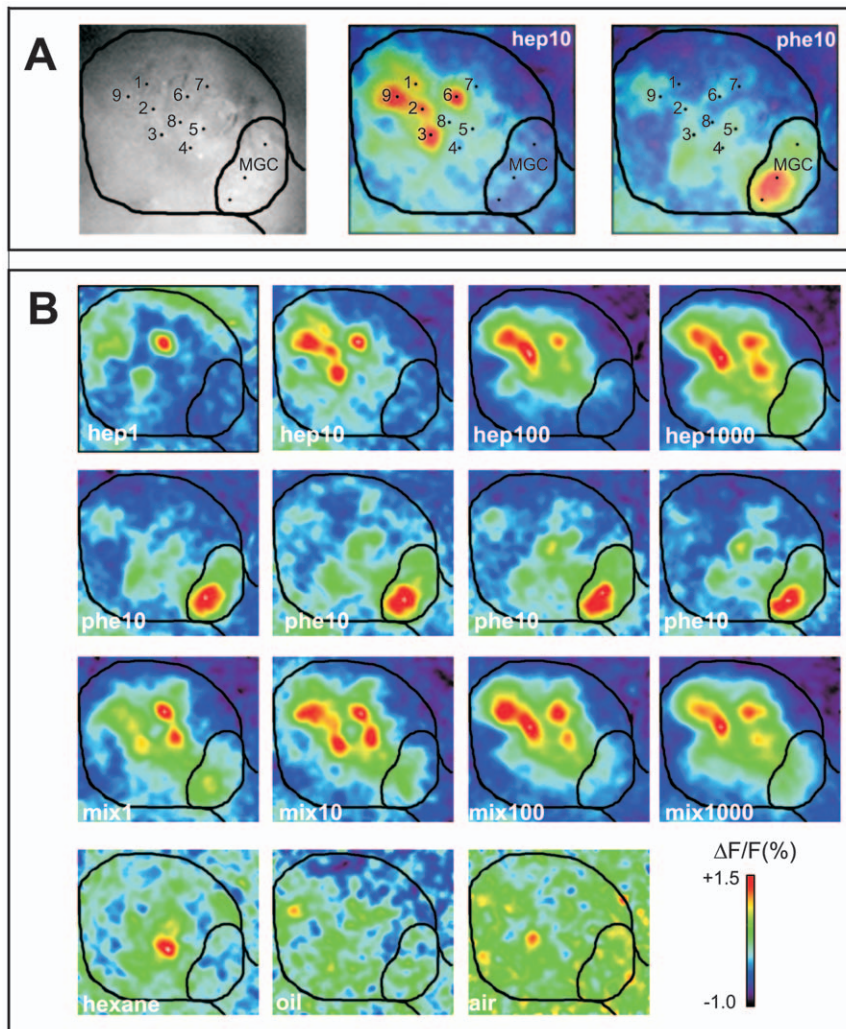 A
hep10
phe10
1
7
9
6
2
8
3
5
4
MGC
1
7
9
6
2
8
3
5
4
MGC
1
7
9
6
2
8
3
5
4
MGC
B
hep1
hep10
hep100
hep1000
phe10
phe10
phe10
phe10
mix1
mix10
mix100
mix1000
ΔF/F(%)
+1.5
-1.0
hexane
oil
air